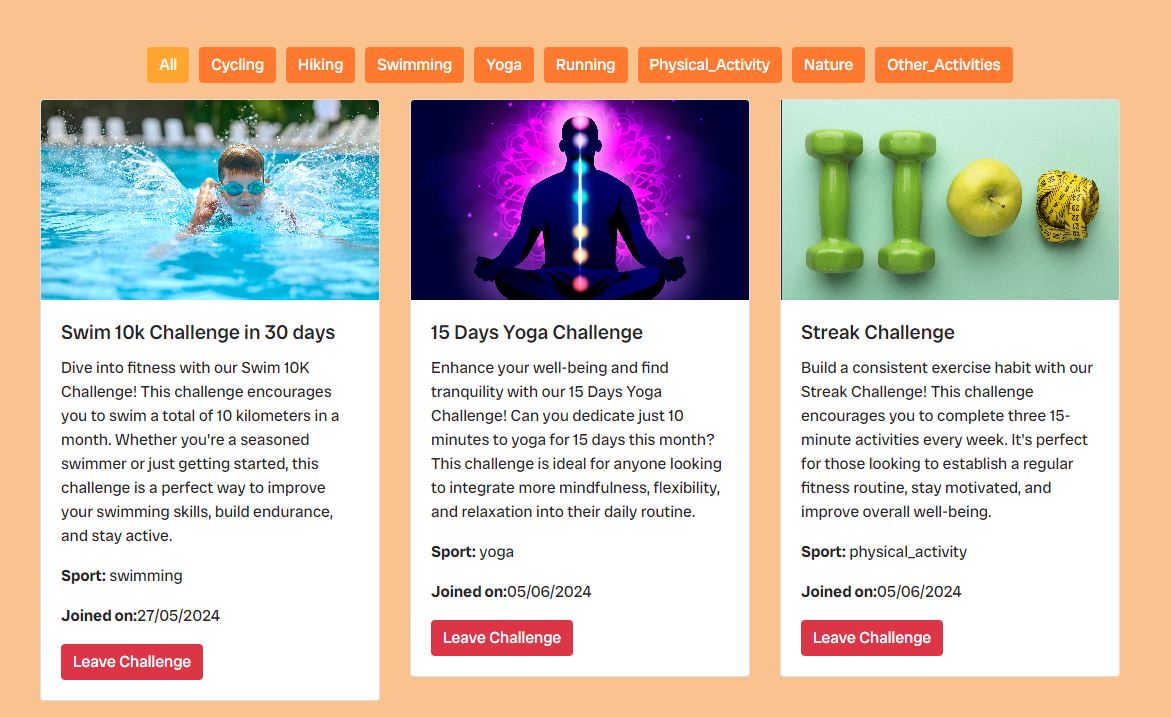 All
Cycling
Hiking
Swimming
Yoga
Running
Physical_Activity
Nature
Other_Activities
Swim 10k Challenge in 30 days
Dive into fitness with our Swim 10K
Challenge! This challenge encourages
you to swim a total of 10 kilometers in a
month. Whether you're a seasoned
swimmer or just getting started, this
challenge is a perfect way to improve
your swimming skills, build endurance,
and stay active.
Sport: swimming
Joined on:27/05/2024
Leave Challenge
15 Days Yoga Challenge
Enhance your well-being and find
tranquility with our 15 Days Yoga
Challenge! Can you dedicate just 10
minutes to yoga for 15 days this month?
This challenge is ideal for anyone looking
to integrate more mindfulness, flexibility,
and relaxation into their daily routine.
Sport: yoga
Joined on:05/06/2024
Leave Challenge
Streak Challenge
Build a consistent exercise habit with our
Streak Challenge! This challenge
encourages you to complete three 15-
minute activities every week. It's perfect
for those looking to establish a regular
fitness routine, stay motivated, and
improve overall well-being.
Sport: physical_activity
Joined on:05/06/2024
Leave Challenge